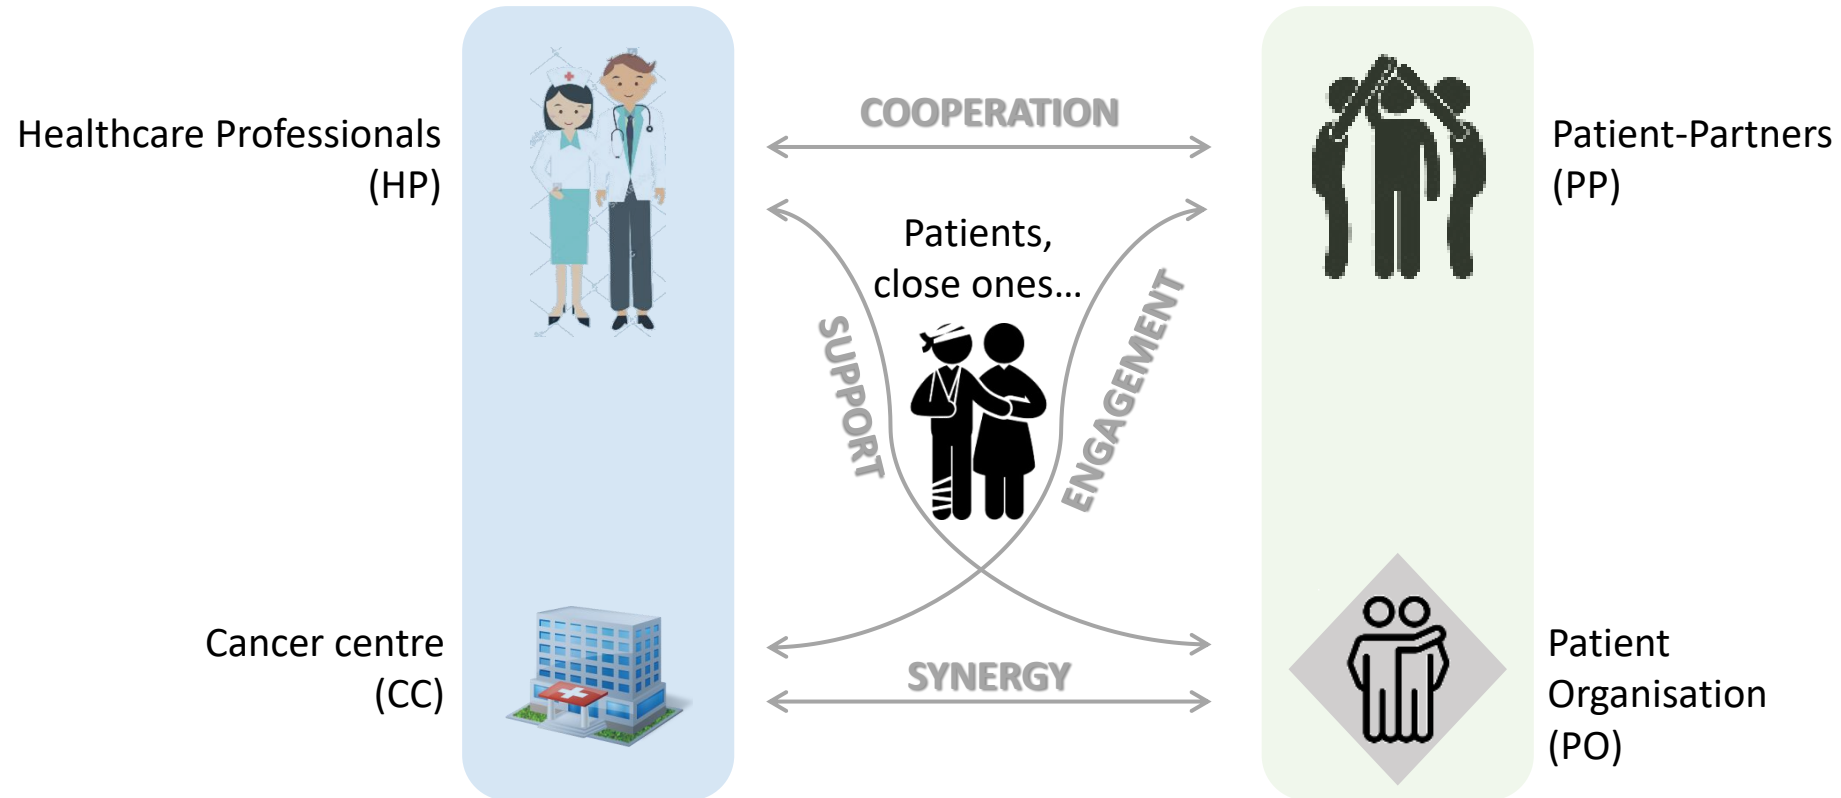 Healthcare Professionals
(HP)
COOPERATION
Patient-Partners
(PP)
Patients,
close ones…
SUPPORT
ENGAGEMENT
Cancer centre
(CC)
SYNERGY
Patient
Organisation
(PO)